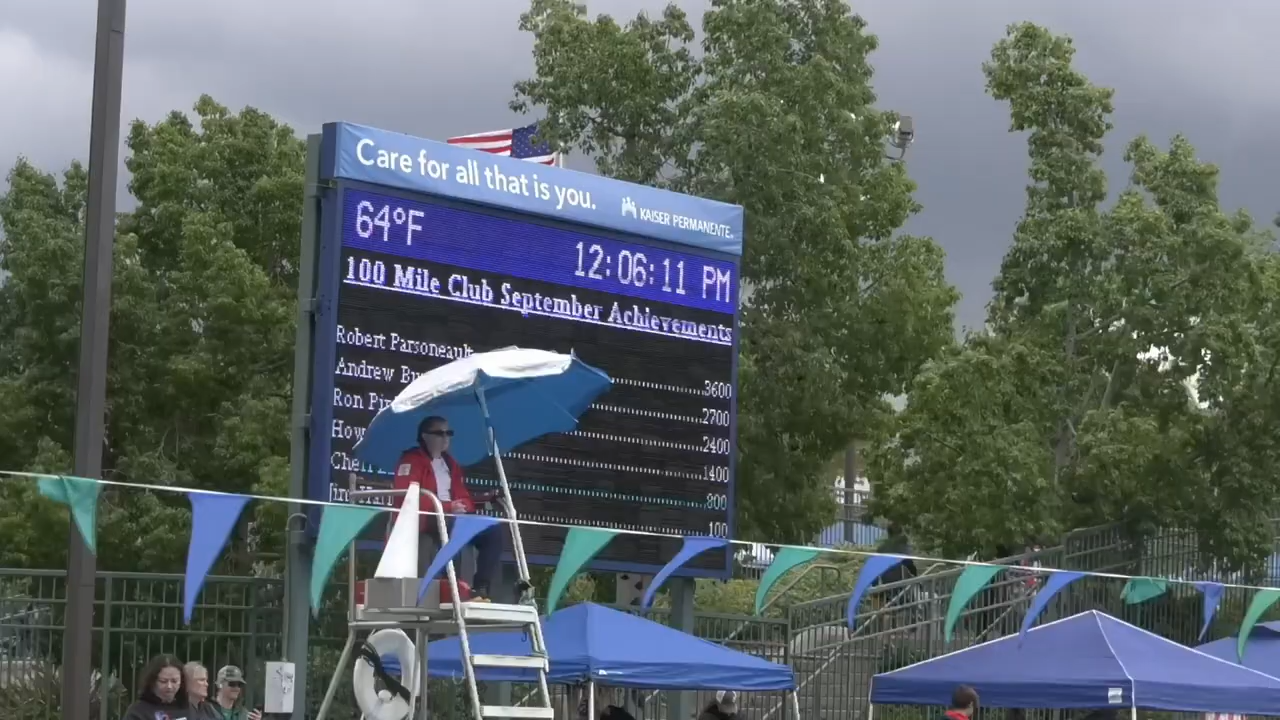 Care for all that is you.
KAISER PERMANENTE.
64°F
12:06:11 PM
100 Mile Club September Achievements
Robert Parsoneault
Andrew
3600
Ron
2700
2400
1400
800
100